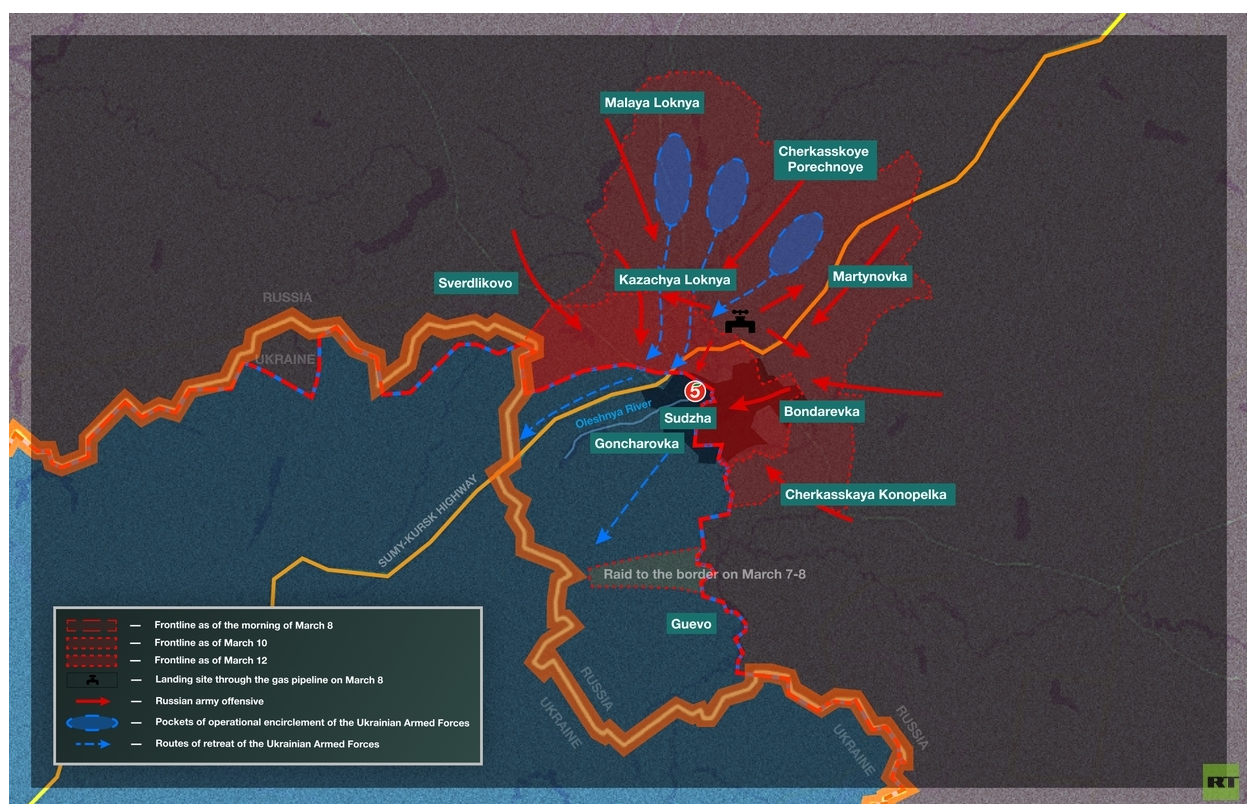 Malaya Loknya
Cherkasskoye
Porechnoye
Kazachya Loknya
Martynovka
Sverdlikovo
RUSSIA
UKRAINE
5
Sudzha
Bondarevka
Oleshnya River
Goncharovka
Cherkasskaya Konopelka
SUMY-KURSK HIGHWAY
Raid to the border on March 7-8
Guevo
RUSSIA
UKRAINE
RUSSIA
UKRAINE
— Frontline as of the morning of March 8
— Frontline as of March 10
— Frontline as of March 12
— Landing site through the gas pipeline on March 8
— Russian army offensive
— Pockets of operational encirclement of the Ukrainian Armed Forces
— Routes of retreat of the Ukrainian Armed Forces
RT